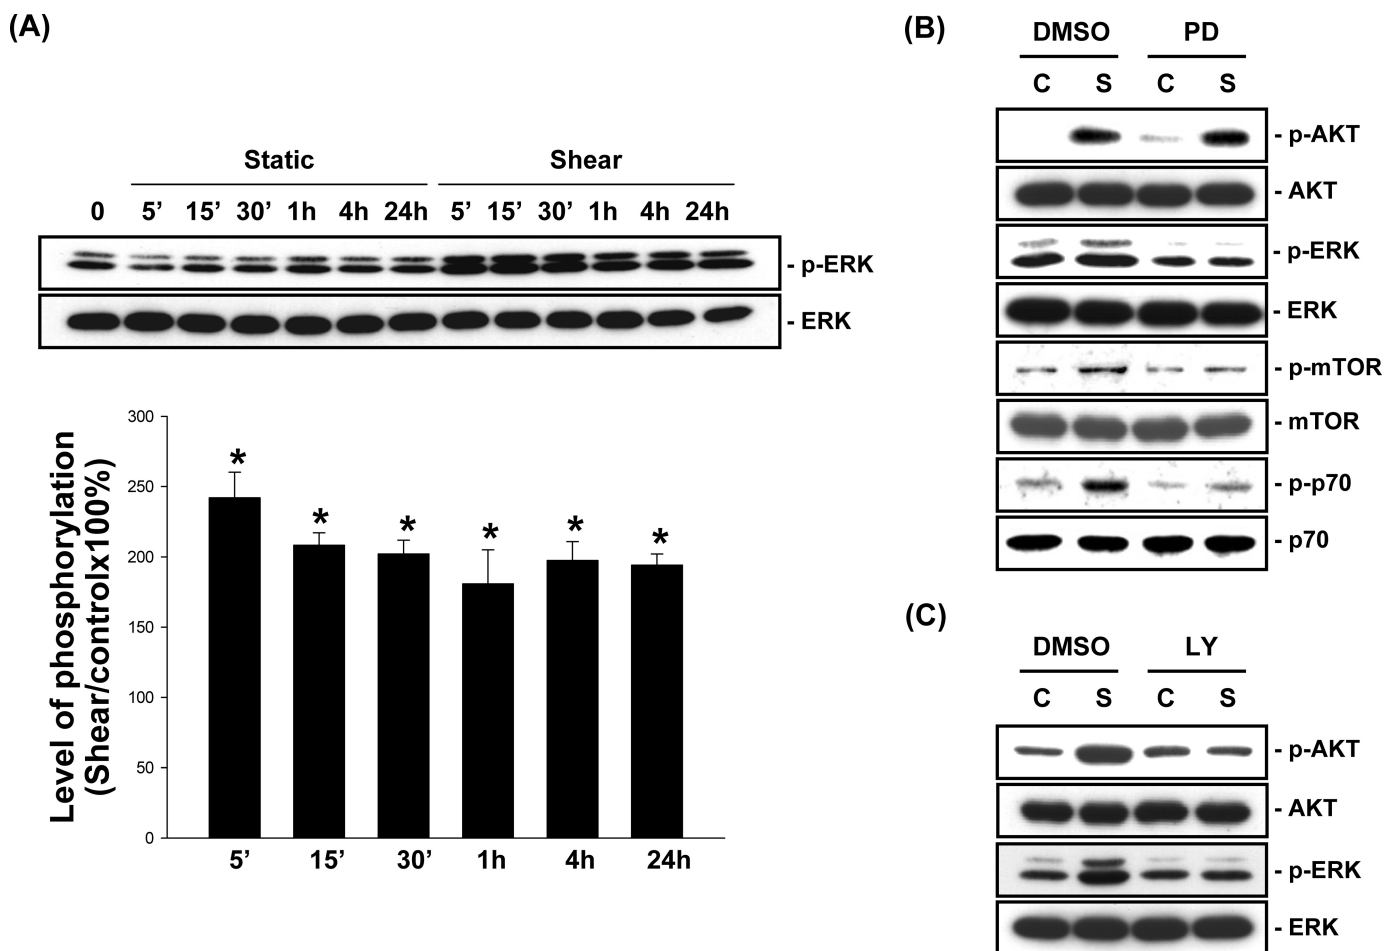 (A)
Static Shear
0 5’ 15’ 30’ 1h 4h 24h 5’ 15’ 30’ 1h 4h 24h
- p-ERK
- ERK
Level of phosphorylation
(Shear/controlx100%)
300
250
200
150
100
50
0
* * * * * *
5’ 15’ 30’ 1h 4h 24h
(B)
DMSO PD
C S C S
- p-AKT
- AKT
- p-ERK
- ERK
- p-mTOR
- mTOR
- p-p70
- p70
(C)
DMSO LY
C S C S
- p-AKT
- AKT
- p-ERK
- ERK